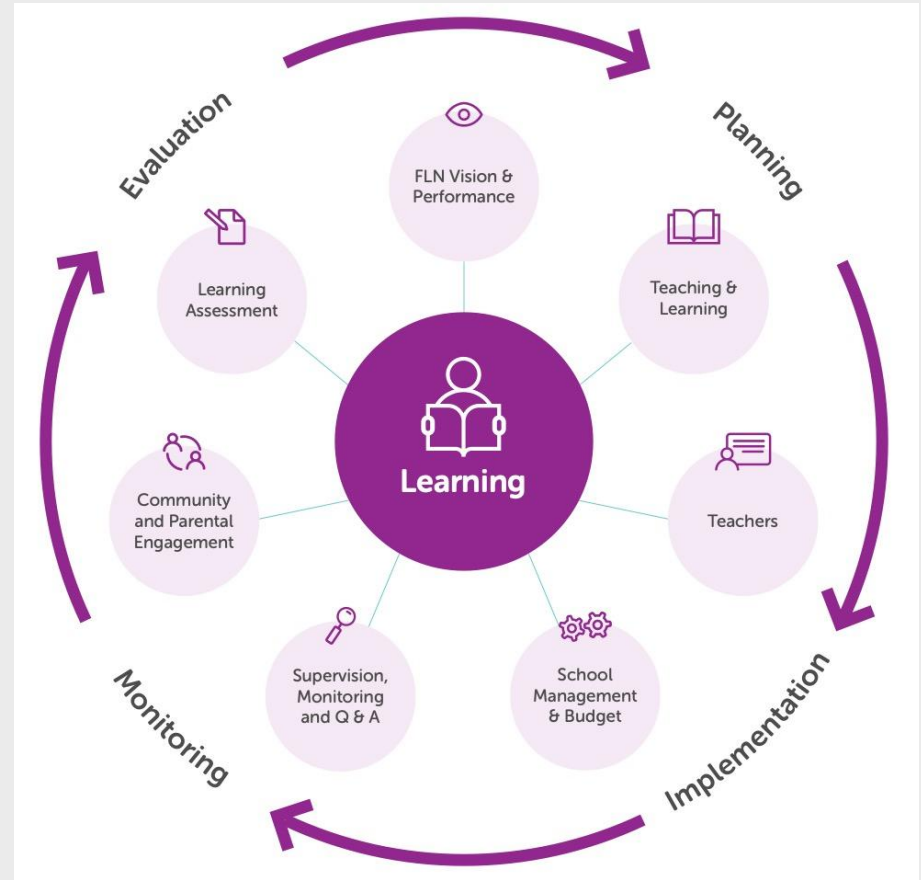 Evaluation
Planning
FLN Vision &
Performance
Learning
Assessment
Teaching &
Learning
Learning
Community
and Parental
Engagement
Teachers
Supervision,
Monitoring
and Q & A
School
Management
& Budget
Monitoring
Implementation